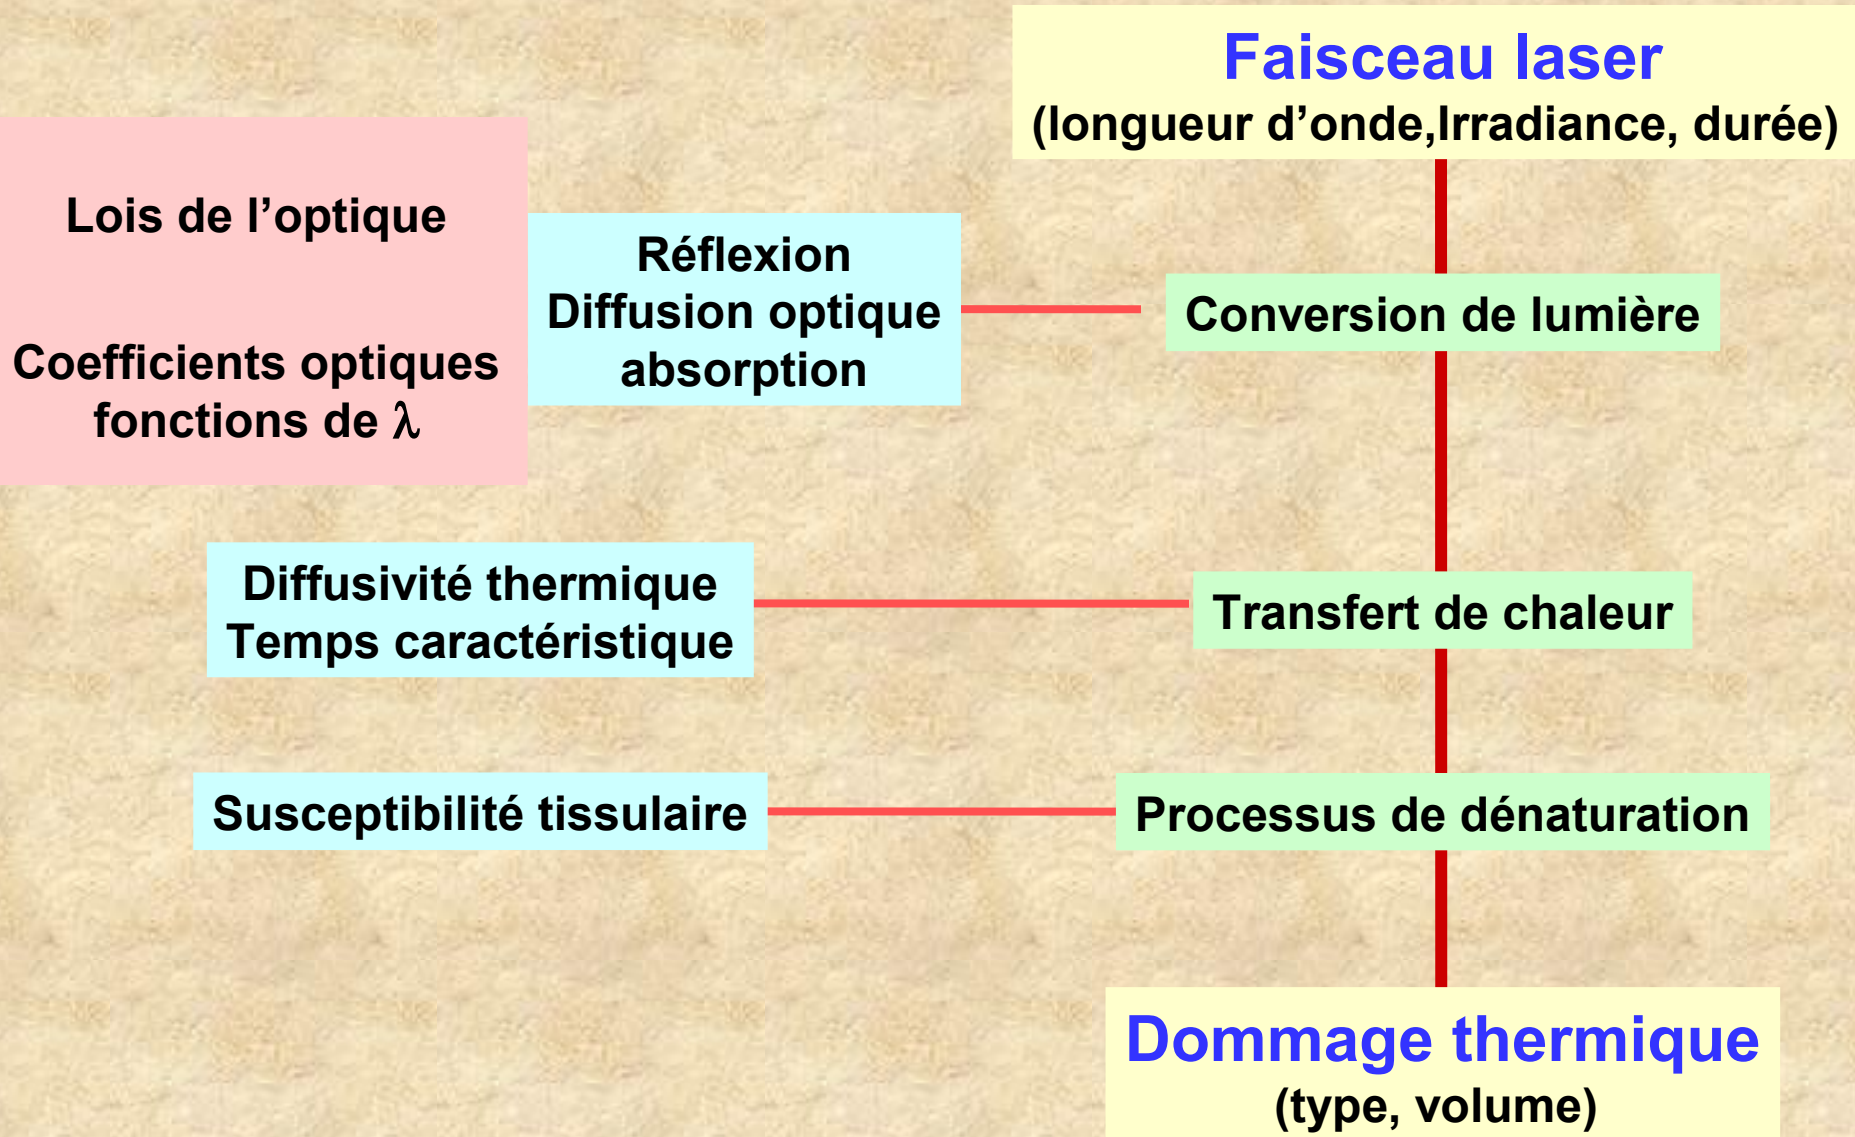 Faisceau laser
(longueur d’onde,Irradiance, durée)
Lois de l’optique
Coefficients optiques
fonctions de λ
Réflexion
Diffusion optique
absorption
Conversion de lumière
Diffusivité thermique
Temps caractéristique
Transfert de chaleur
Susceptibilité tissulaire
Processus de dénaturation
Dommage thermique
(type, volume)